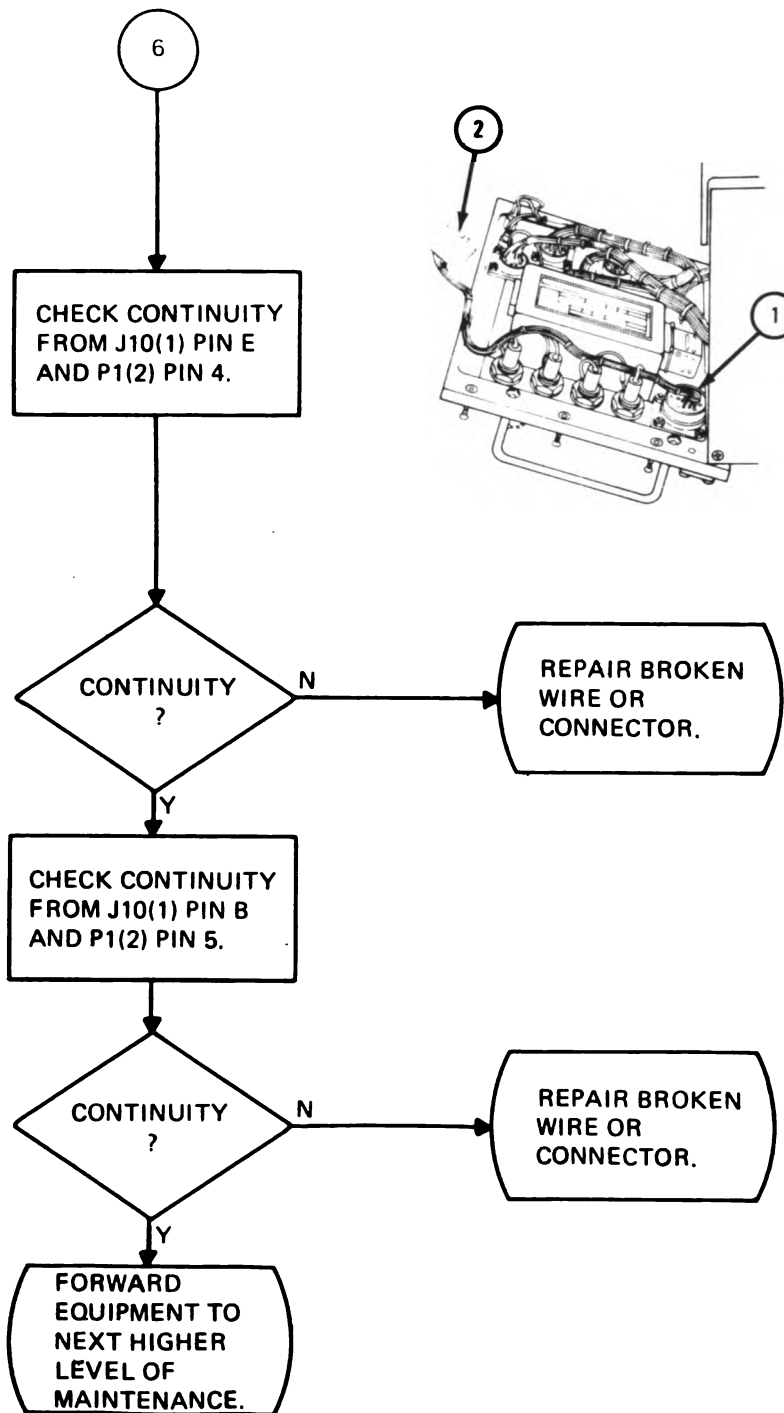 6
2
1
CHECK CONTINUITY
FROM J10(1) PIN E
AND P1(2) PIN 4.
CONTINUITY
?
N
REPAIR BROKEN
WIRE OR
CONNECTOR.
Y
CHECK CONTINUITY
FROM J10(1) PIN B
AND P1(2) PIN 5.
CONTINUITY
?
N
REPAIR BROKEN
WIRE OR
CONNECTOR.
Y
FORWARD
EQUIPMENT TO
NEXT HIGHER
LEVEL OF
MAINTENANCE.